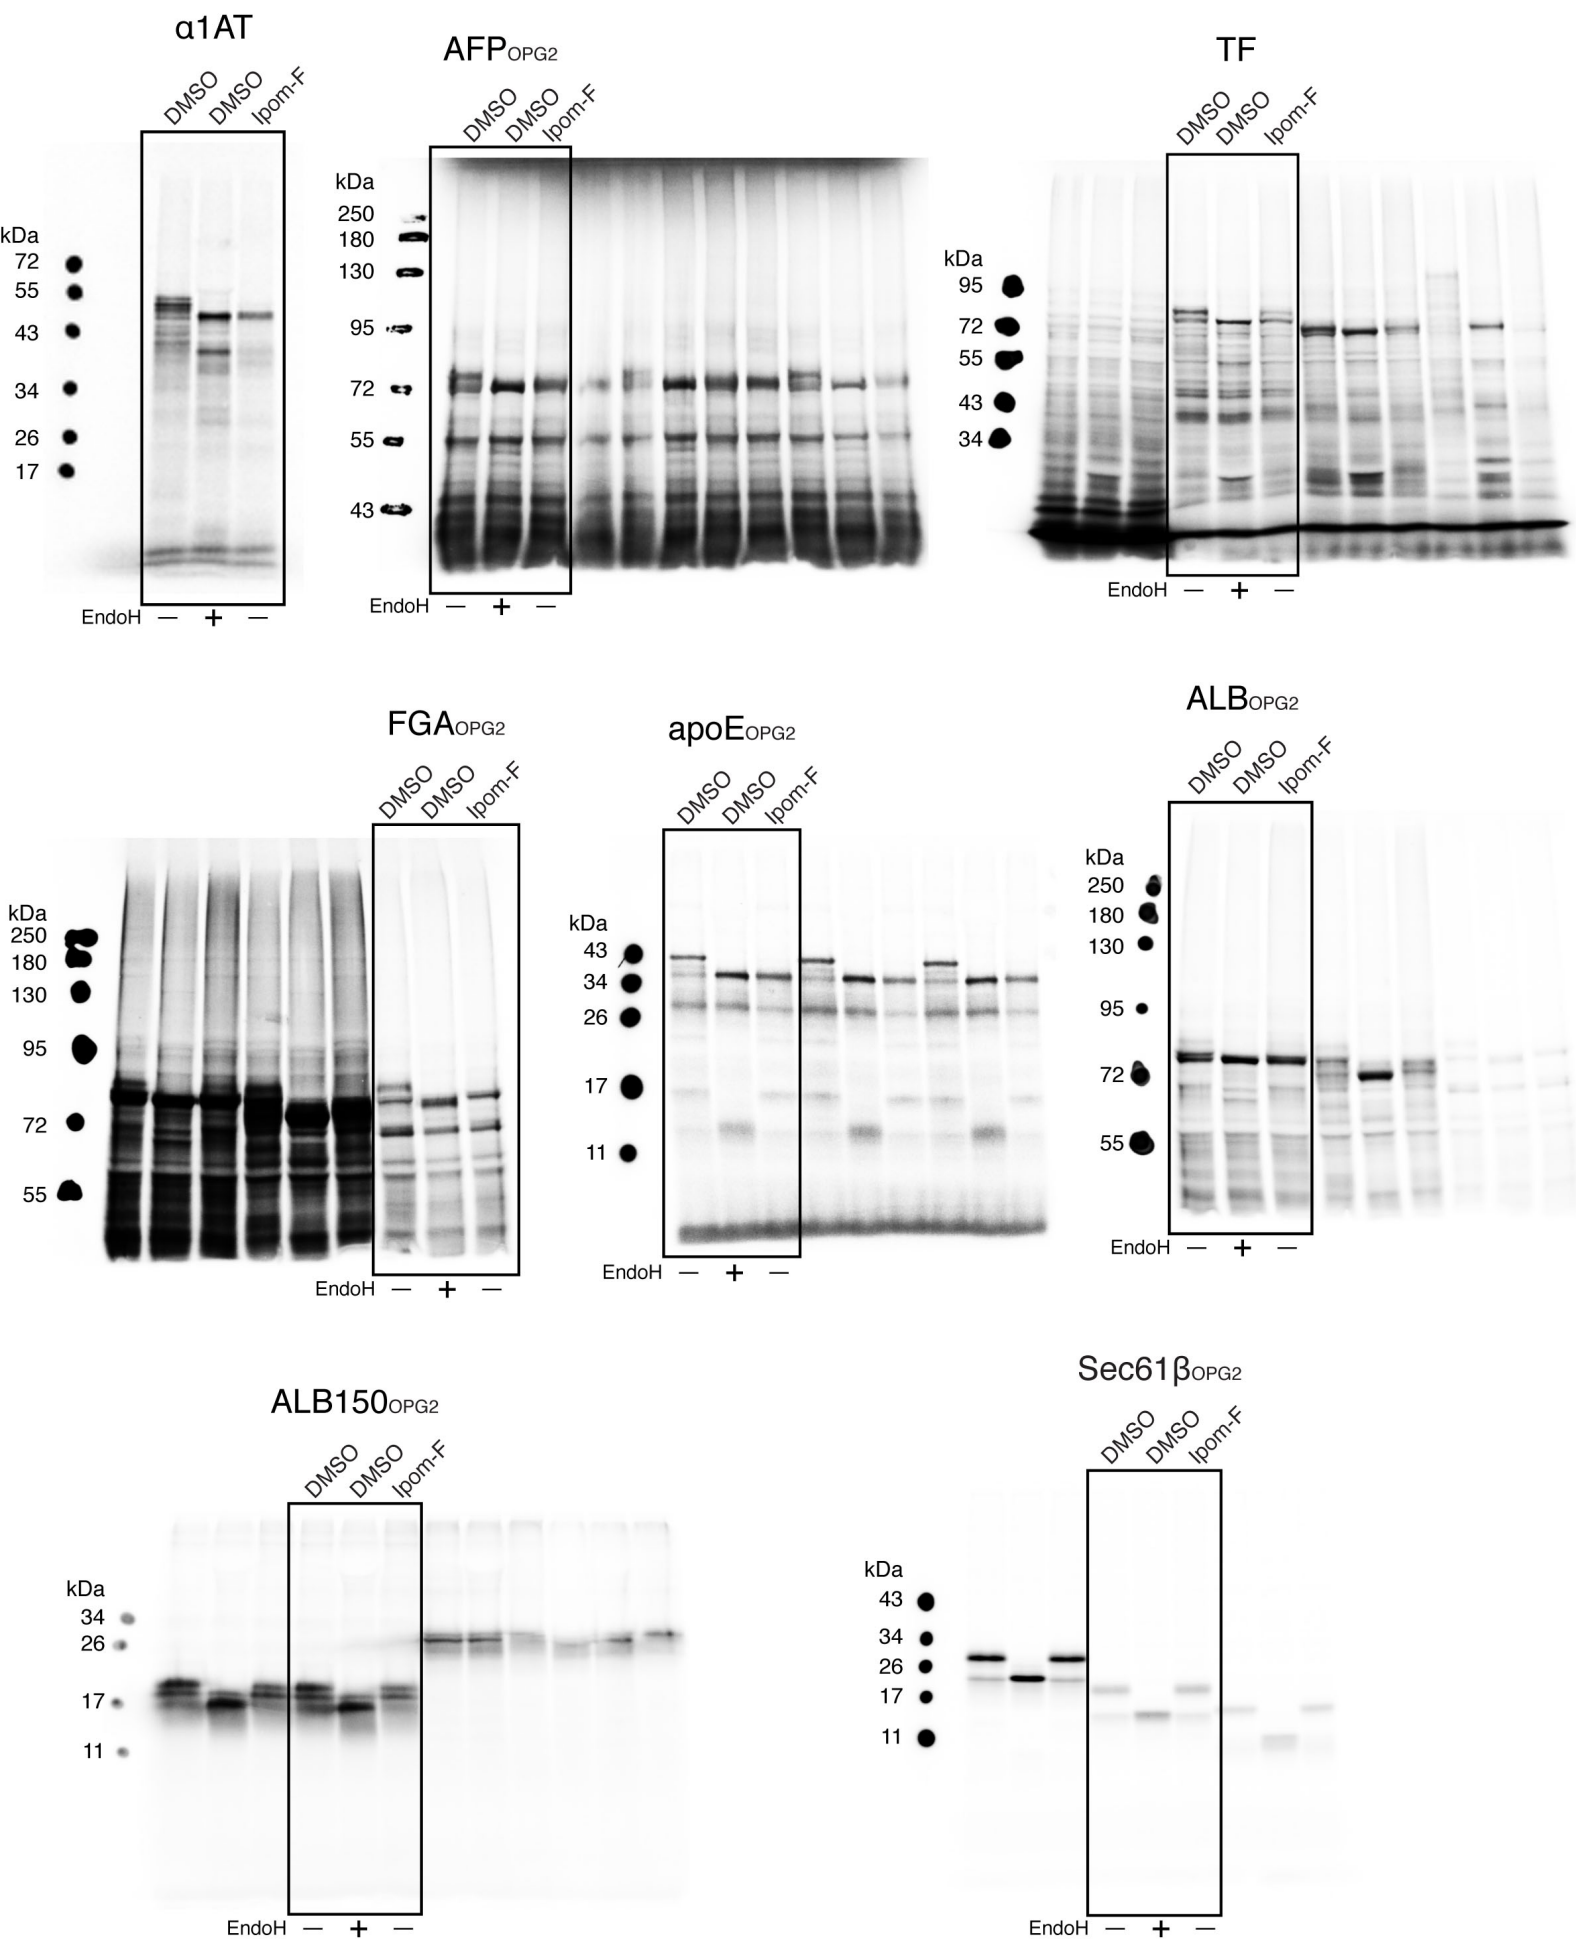 α1AT
DMSO
DMSO
Ipom-F
kDa
72
55
43
34
26
17
EndoH — + —
AFPOPG2
DMSO
DMSO
Ipom-F
kDa
250
180
130
95
72
55
43
EndoH — + —
TF
DMSO
DMSO
Ipom-F
kDa
95
72
55
43
34
EndoH — + —
FGAOPG2
DMSO
DMSO
Ipom-F
kDa
250
180
130
95
72
55
EndoH — + —
apoEOPG2
DMSO
DMSO
Ipom-F
kDa
43
34
26
17
11
EndoH — + —
ALBOPG2
DMSO
DMSO
Ipom-F
kDa
250
180
130
95
72
55
EndoH — + —
ALB150OPG2
DMSO
DMSO
Ipom-F
kDa
34
26
17
11
EndoH — + —
Sec61βOPG2
DMSO
DMSO
Ipom-F
kDa
43
34
26
17
11
EndoH — + —